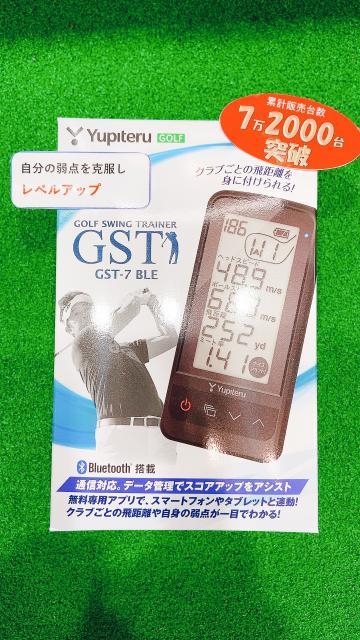 累計販売台数
7万2000台
突破
Yupiteru GOLF
自分の弱点を克服し
レベルアップ
クラブごとの飛距離を
身に付けられる!
GOLF SWING TRAINER
GST
GST-7 BLE
186
ヘッドスピード
48.9 m/s
ボールスピード
68.9 m/s
飛距離
252 yd
ミート率
1.41
Yupiteru
Bluetooth 搭載
通信対応。データ管理でスコアアップをアシスト
無料専用アプリで、スマートフォンやタブレットと連動!
クラブごとの飛距離や自身の弱点が一目でわかる!